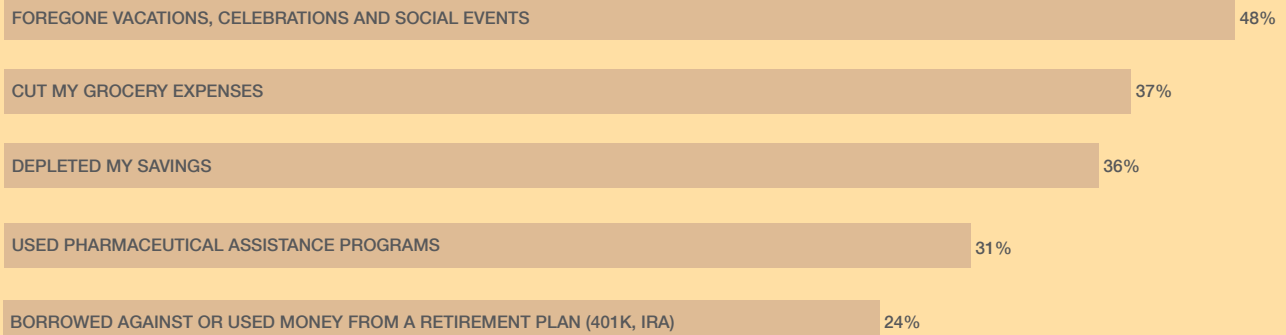 FOREGONE VACATIONS, CELEBRATIONS AND SOCIAL EVENTS 48%
CUT MY GROCERY EXPENSES 37%
DEPLETED MY SAVINGS 36%
USED PHARMACEUTICAL ASSISTANCE PROGRAMS 31%
BORROWED AGAINST OR USED MONEY FROM A RETIREMENT PLAN (401K, IRA) 24%